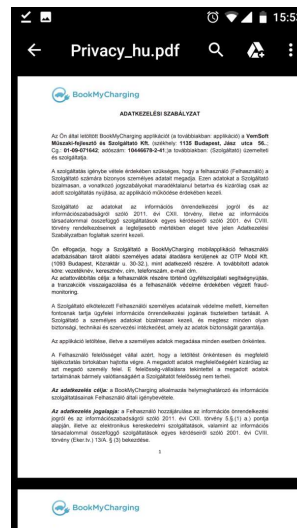 15:53
Privacy_hu.pdf
BookMyCharging
ADATKEZELÉSI SZABÁLYZAT
Az Ön által letöltött BookMyCharging applikációt (a továbbiakban: applikáció) a VemSoft
Műszaki-fejlesztő és Szolgáltató Kft. (székhely: 1135 Budapest, Jász utca 56.;
Cg.: 01-09-071642; adószám: 10446678-2-41;a továbbiakban: (Szolgáltató) üzemelteti
és szolgáltatja.
A szolgáltatás igénybe vétele érdekében szükséges, hogy a felhasználó (Felhasználó) a
Szolgáltató számára bizonyos személyes adatait megadja. Ezen adatokat a Szolgáltató
bizalmasan, a vonatkozó jogszabályokat maradéktalanul betartva és kizárólag csak az
adott szolgáltatás nyújtása, az applikáció működése érdekében kezeli.
Szolgáltató az adatokat az információs önrendelkezési jogról és az
információszabadságról szóló 2011. évi CXII. törvény, illetve az információs
társadalommal összefüggő szolgáltatások egyes kérdéseiről szóló 2001. évi CVIII.
törvény rendelkezéseinek a legteljesebb mértékben eleget téve jelen Adatkezelési
Szabályzatban foglaltak szerint kezeli.
Ön elfogadja, hogy a Szolgáltató a BookMyCharging mobilapplikáció felhasználói
adatbázisában tárolt alábbi személyes adatai átadásra kerüljenek az OTP Mobil Kft.
(1093 Budapest, Közraktár u. 30-32.), mint adatkezelő részére. A továbbított adatok
köre: vezetéknév, keresztnév, cím, telefonszám, e-mail cím.
Az adattovábbítás célja: a felhasználók részére történő ügyfélszolgálati segítségnyújtás,
a tranzakciók visszaigazolása és a felhasználók védelme érdekében végzett fraud-
monitoring.
A Szolgáltató elkötelezett Felhasználói személyes adatainak védelme mellett, kiemelten
fontosnak tartja ügyfelei információs önrendelkezési jogának tiszteletben tartását. A
Szolgáltató a személyes adatokat bizalmasan kezeli, és megtesz minden olyan
biztonsági, technikai és szervezési intézkedést, amely az adatok biztonságát garantálja.
Az applikáció letöltése, illetve a személyes adatok megadása minden esetben önkéntes.
A Felhasználó felelősséget vállal azért, hogy a letöltést önkéntesen és megfelelő
tájékoztatás birtokában hajtotta végre. A megadott adatok megfelelőségéért kizárólag az
azt megadó személy felel. E felelősség-vállalásra tekintettel a megadott adatok
tartalmának bármely valótlanságáért a Szolgáltató felelősség nem terheli.
Az adatkezelés célja: a BookMyCharging alkalmazás helymeghatározó és információs
szolgáltatásainak Felhasználó általi igénybevétele.
Az adatkezelés jogalapja: a Felhasználó hozzájárulása az információs önrendelkezési
jogról és az információszabadságról szóló 2011. évi CXII. törvény 5.§.(1) a.) pontja
alapján, illetve az elektronikus kereskedelmi szolgáltatások, valamint az információs
társadalommal összefüggő szolgáltatások egyes kérdéseiről szóló 2001. évi CVIII.
törvény (Eker.tv.) 13/A. § (3) bekezdése.
1
BookMyCharging